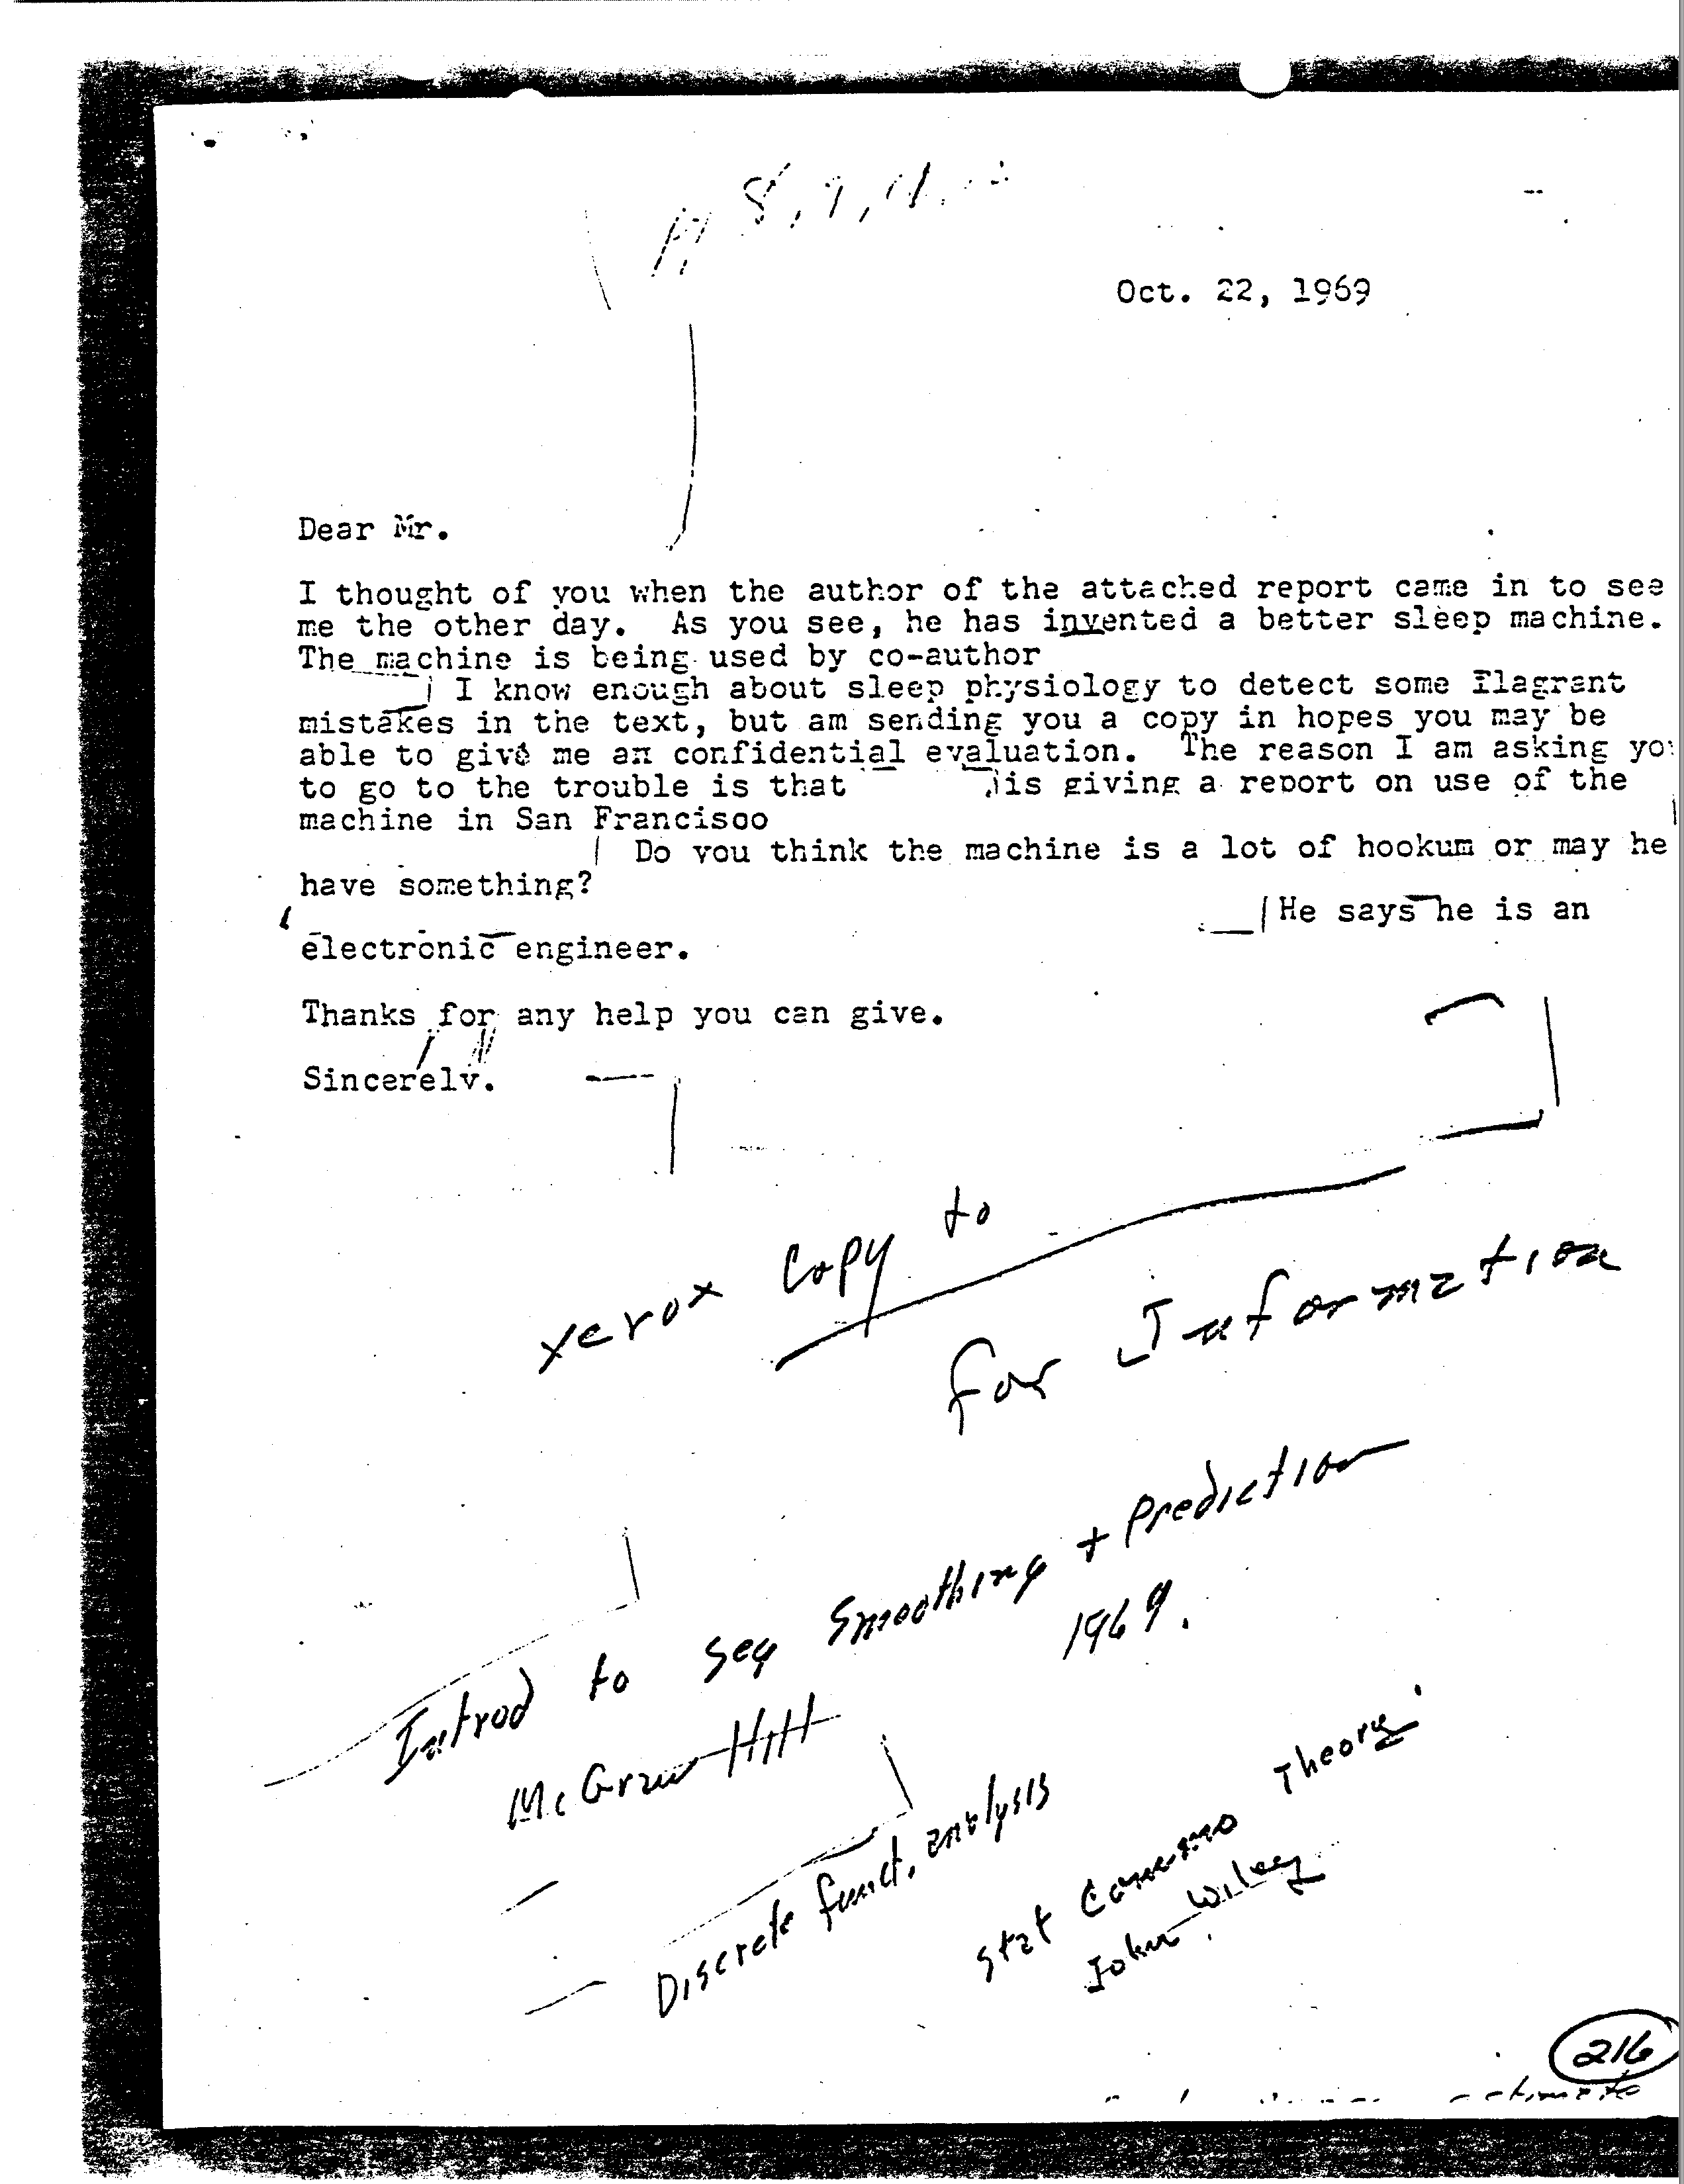 Oct. 22, 1969
Dear Mr.
I thought of you when the author of the attached report came in to see
me the other day. As you see, he has invented a better sleep machine.
The machine is being used by co-author
I know enough about sleep physiology to detect some flagrant
mistakes in the text, but am sending you a copy in hopes you may be
able to give me an confidential evaluation. The reason I am asking you
to go to the trouble is that is giving a report on use of the
machine in San Francisco
Do you think the machine is a lot of hookum or may he
have something?
He says he is an
electronic engineer.
Thanks for any help you can give.
Sincerely.
xerox copy to
for Information
Introd to seq Smoothing + Prediction
McGraw Hill 1969.
Discrete funct. analysis
Stat Theory
John Wiley
216